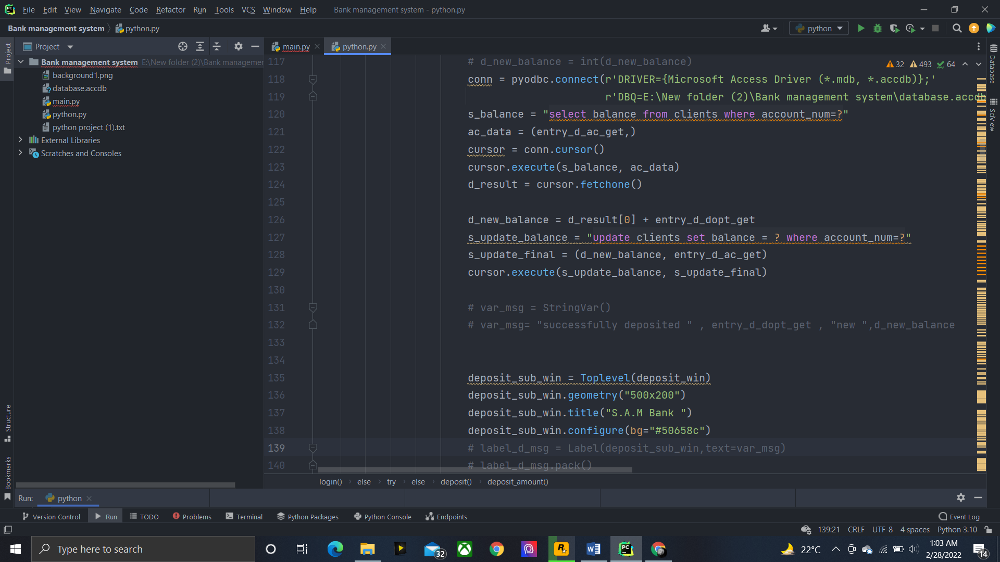 File Edit View Navigate Code Refactor Run Tools VCS Window Help Bank management system - python.py
Bank management system python.py python
Project main.py python.py
Bank management system E:\New folder (2)\Bank managemer
background1.png
database.accdb
main.py
python.py
python project (1).txt
External Libraries
Scratches and Consoles
Project
Structure
Bookmarks
Database
SciView
32 493 64
117 # d_new_balance = int(d_new_balance)
118 conn = pyodbc.connect(r'DRIVER={Microsoft Access Driver (*.mdb, *.accdb)};'
119 r'DBQ=E:\New folder (2)\Bank management system\database.accdb
120 s_balance = "select balance from clients where account_num=?"
121 ac_data = (entry_d_ac_get,)
122 cursor = conn.cursor()
123 cursor.execute(s_balance, ac_data)
124 d_result = cursor.fetchone()
125
126 d_new_balance = d_result[0] + entry_d_dopt_get
127 s_update_balance = "update clients set balance = ? where account_num=?"
128 s_update_final = (d_new_balance, entry_d_ac_get)
129 cursor.execute(s_update_balance, s_update_final)
130
131 # var_msg = StringVar()
132 # var_msg= "successfully deposited " , entry_d_dopt_get , "new ",d_new_balance
133
134
135 deposit_sub_win = Toplevel(deposit_win)
136 deposit_sub_win.geometry("500x200")
137 deposit_sub_win.title("S.A.M Bank ")
138 deposit_sub_win.configure(bg="#50658c")
139 # label_d_msg = Label(deposit_sub_win,text=var_msg)
140 # label_d_msg.pack()
login() else try else deposit() deposit_amount()
Run: python
Version Control Run TODO Problems Terminal Python Packages Python Console Endpoints Event Log
139:21 CRLF UTF-8 4 spaces Python 3.10
Type here to search 32 22°C 1:03 AM
2/28/2022 14